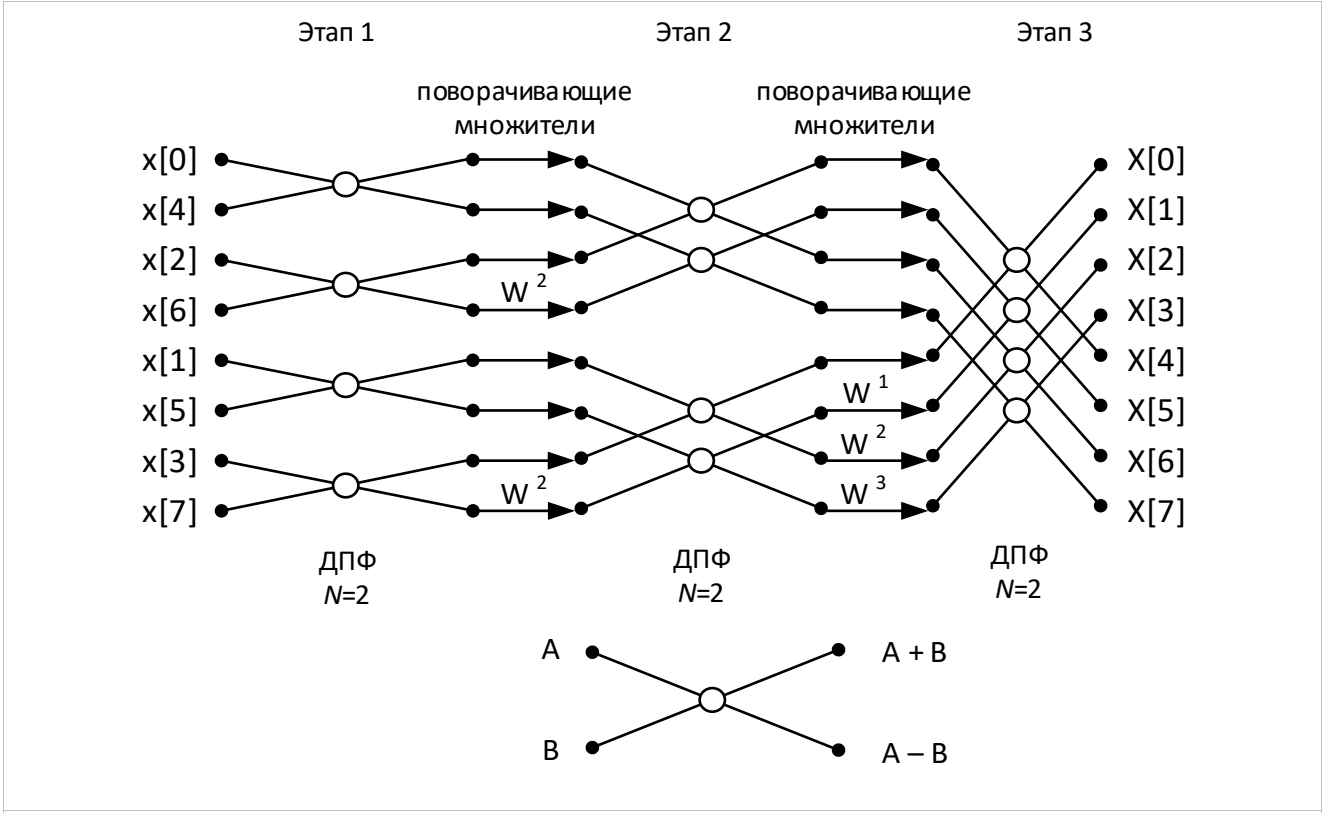 Этап 1
Этап 2
Этап 3
поворачивающие
множители
поворачивающие
множители
x[0]
X[0]
x[4]
X[1]
x[2]
X[2]
W 2
x[6]
X[3]
x[1]
X[4]
W 1
x[5]
X[5]
W 2
x[3]
X[6]
W 2
W 3
x[7]
X[7]
ДПФ
N=2
ДПФ
N=2
ДПФ
N=2
A
A + B
B
A – B